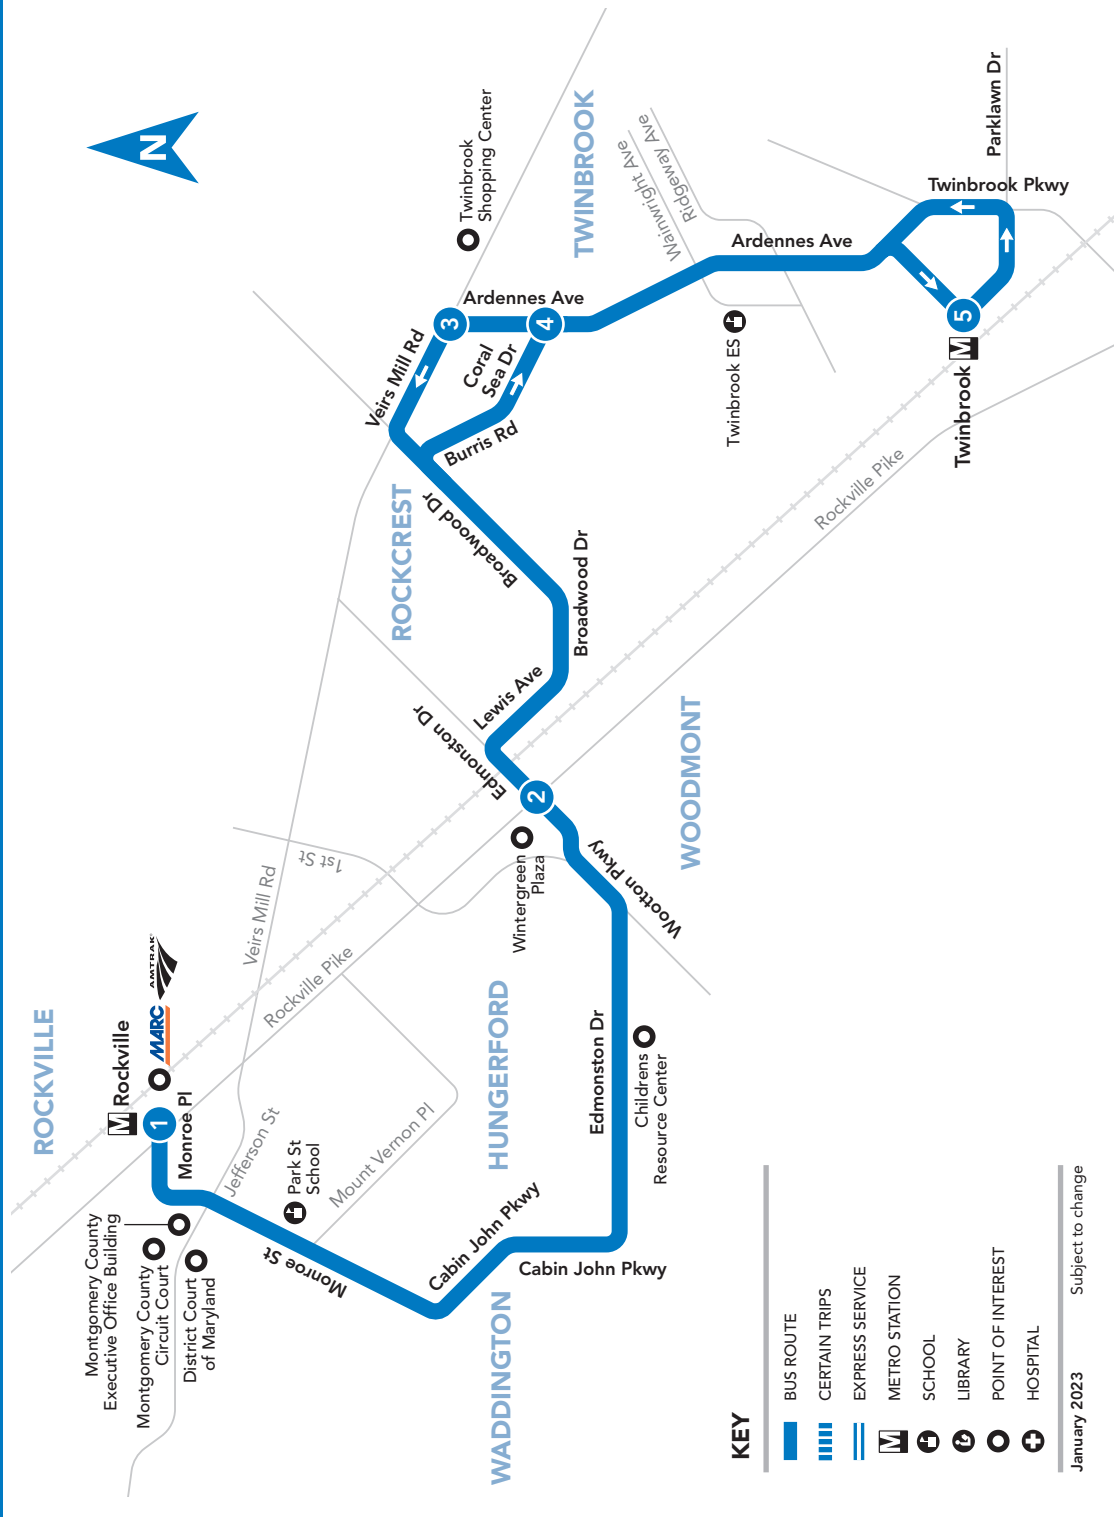 ROCKVILLE
M Rockville
MARC
AMTRAK
1
Monroe Pl
Montgomery County
Executive Office Building
Montgomery County
Circuit Court
District Court
of Maryland
Jefferson St
Veirs Mill Rd
1st St
Rockville Pike
Park St
School
Mount Vernon Pl
Monroe St
Cabin John Pkwy
Cabin John Pkwy
WADDINGTON
HUNGERFORD
Edmonston Dr
Childrens
Resource Center
Wintergreen
Plaza
Wootton Pkwy
2
Edmonston Dr
Lewis Ave
WOODMONT
Broadwood Dr
Broadwood Dr
ROCKCREST
Burris Rd
Veirs Mill Rd
Coral
Sea Dr
3
Ardennes Ave
4
Twinbrook
Shopping Center
TWINBROOK
Wainwright Ave
Ridgeway Ave
Twinbrook ES
Ardennes Ave
Rockville Pike
Twinbrook M
5
Twinbrook Pkwy
Parklawn Dr
N
KEY
BUS ROUTE
CERTAIN TRIPS
EXPRESS SERVICE
M METRO STATION
SCHOOL
LIBRARY
POINT OF INTEREST
HOSPITAL
January 2023
Subject to change